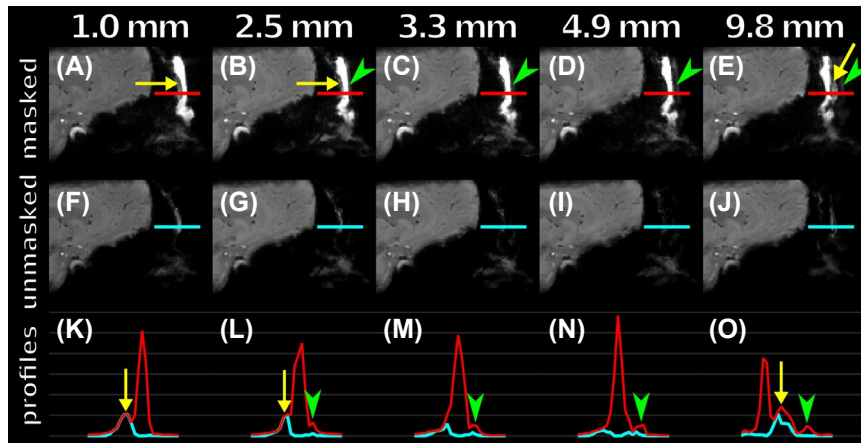 1.0 mm 2.5 mm 3.3 mm 4.9 mm 9.8 mm
masked
(A) (B) (C) (D) (E)
unmasked
(F) (G) (H) (I) (J)
profiles
(K) (L) (M) (N) (O)